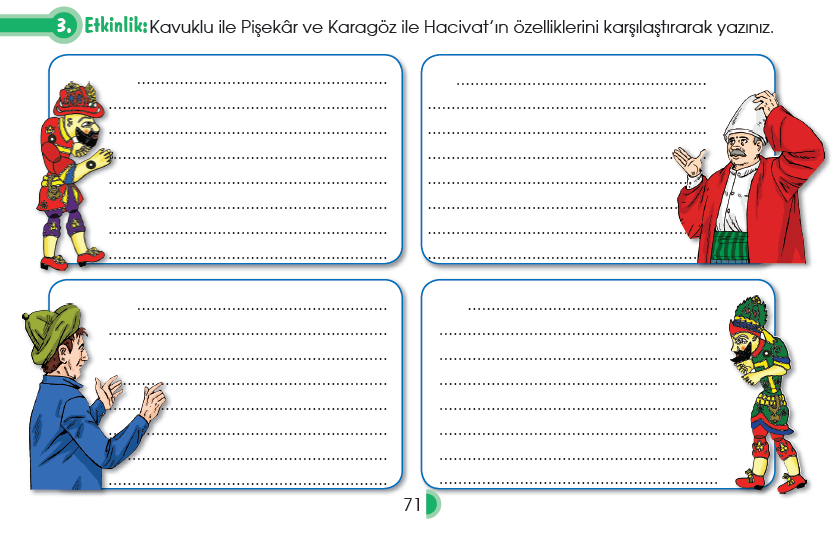 3. Etkinlik: Kavuklu ile Pişekâr ve Karagöz ile Hacivat’ın özelliklerini karşılaştırarak yazınız.
71